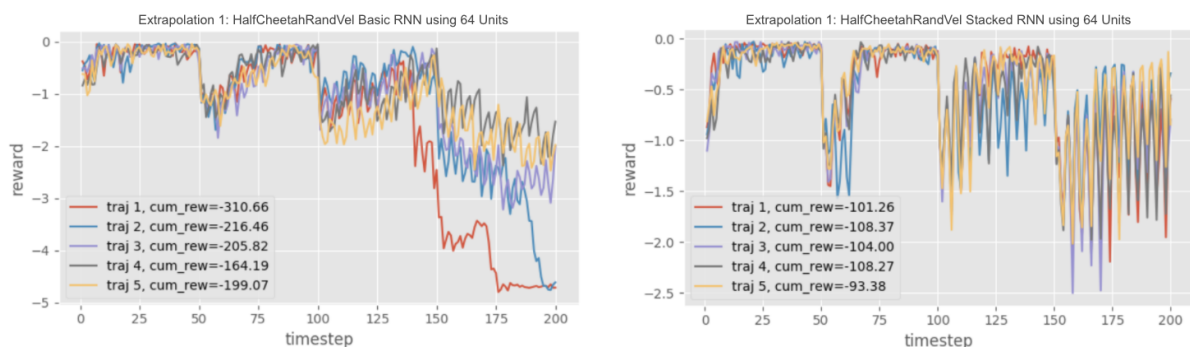 Extrapolation 1: HalfCheetahRandVel Basic RNN using 64 Units
0
−1
−2
−3
−4
−5
reward
traj 1, cum_rew=-310.66
traj 2, cum_rew=-216.46
traj 3, cum_rew=-205.82
traj 4, cum_rew=-164.19
traj 5, cum_rew=-199.07
0 25 50 75 100 125 150 175 200
timestep
Extrapolation 1: HalfCheetahRandVel Stacked RNN using 64 Units
0.0
−0.5
−1.0
−1.5
−2.0
−2.5
reward
traj 1, cum_rew=-101.26
traj 2, cum_rew=-108.37
traj 3, cum_rew=-104.00
traj 4, cum_rew=-108.27
traj 5, cum_rew=-93.38
0 25 50 75 100 125 150 175 200
timestep